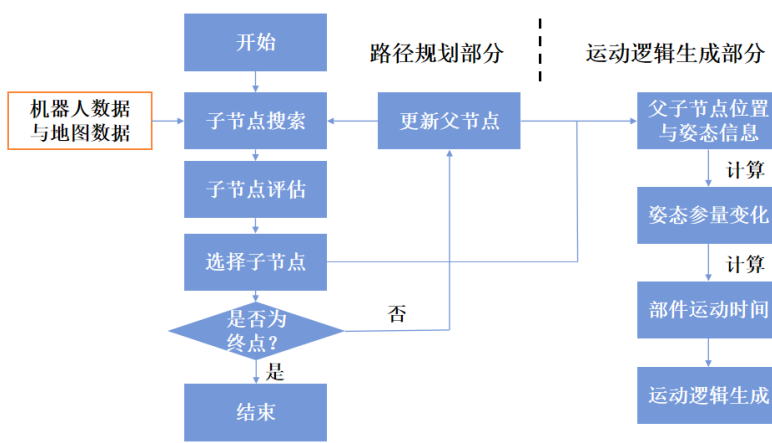 开始
路径规划部分
运动逻辑生成部分
机器人数据
与地图数据
子节点搜索
更新父节点
父子节点位置
与姿态信息
计算
子节点评估
姿态参量变化
选择子节点
计算
是否为
终点?
否
部件运动时间
是
结束
运动逻辑生成